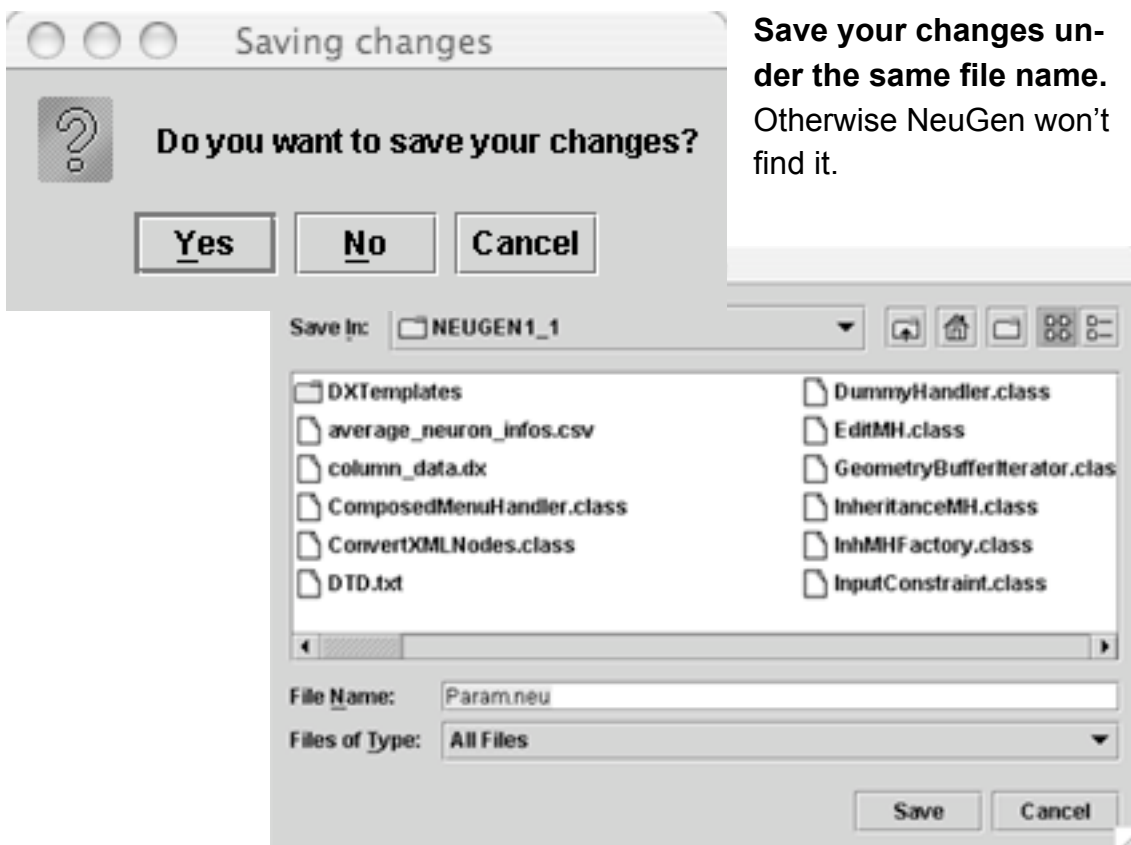 Saving changes
Do you want to save your changes?
Yes No Cancel
Save your changes un-
der the same file name.
Otherwise NeuGen won't
find it.
Save In: NEUGEN1_1
DXTemplates
average_neuron_infos.csv
column_data.dx
ComposedMenuHandler.class
ConvertXMLNodes.class
DTD.txt
DummyHandler.class
EditMH.class
GeometryBufferIterator.clas
InheritanceMH.class
InhMHFactory.class
InputConstraint.class
File Name: Param.neu
Files of Type: All Files
Save Cancel